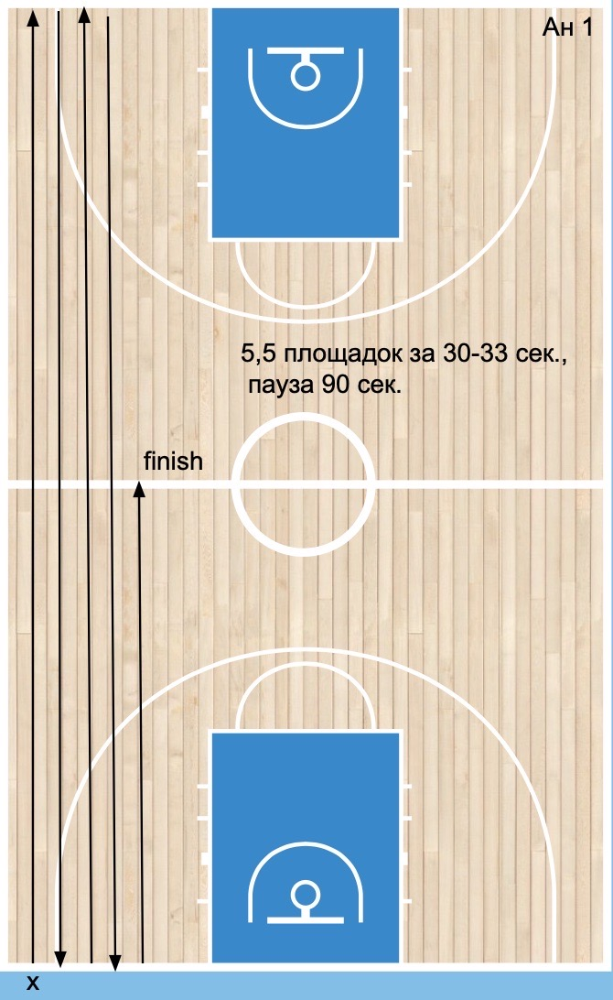 Ан 1
5,5 площадок за 30-33 сек.,
пауза 90 сек.
finish
x